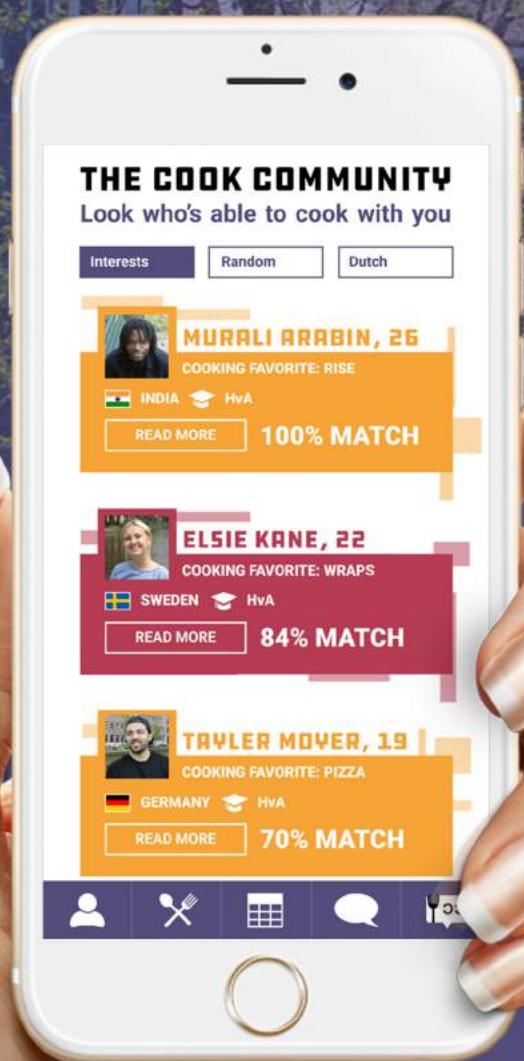 THE COOK COMMUNITY
Look who's able to cook with you
Interests Random Dutch
MURALI ARABIN, 26
COOKING FAVORITE: RISE
INDIA HvA
READ MORE 100% MATCH
ELSIE KANE, 22
COOKING FAVORITE: WRAPS
SWEDEN HvA
READ MORE 84% MATCH
TAYLER MOYER, 19
COOKING FAVORITE: PIZZA
GERMANY HvA
READ MORE 70% MATCH